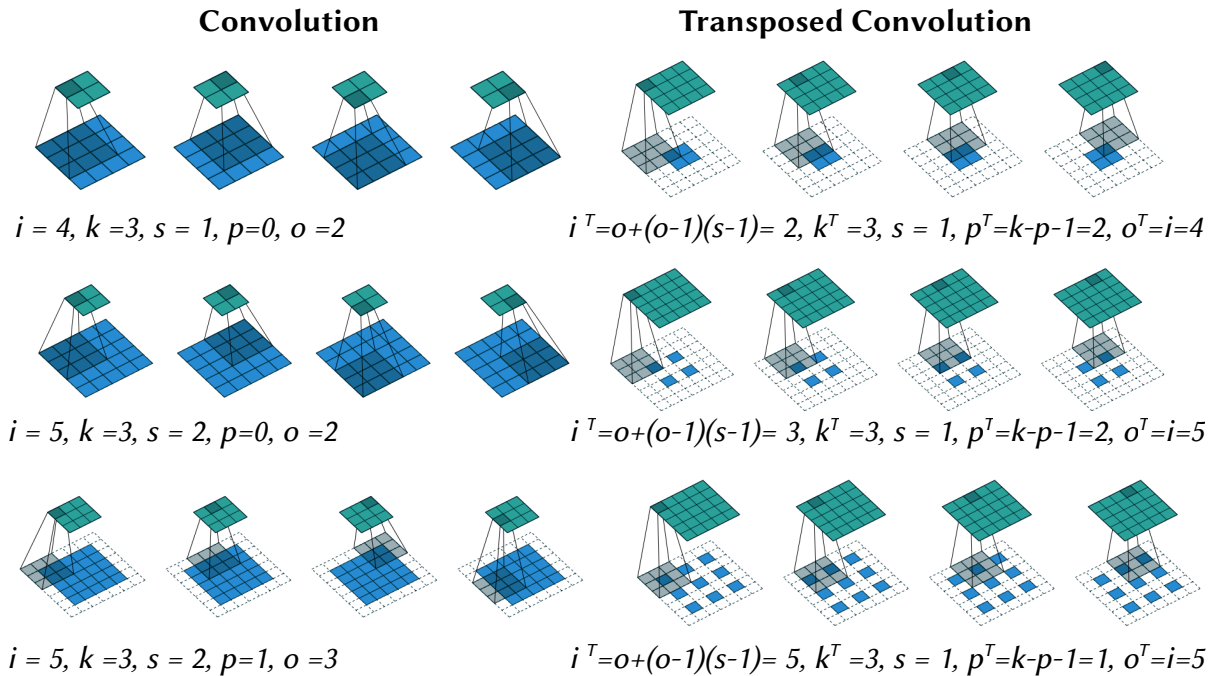 Convolution
Transposed Convolution
i = 4, k =3, s = 1, p=0, o =2
i ᵀ=o+(o-1)(s-1)= 2, kᵀ =3, s = 1, pᵀ=k-p-1=2, oᵀ=i=4
i = 5, k =3, s = 2, p=0, o =2
i ᵀ=o+(o-1)(s-1)= 3, kᵀ =3, s = 1, pᵀ=k-p-1=2, oᵀ=i=5
i = 5, k =3, s = 2, p=1, o =3
i ᵀ=o+(o-1)(s-1)= 5, kᵀ =3, s = 1, pᵀ=k-p-1=1, oᵀ=i=5